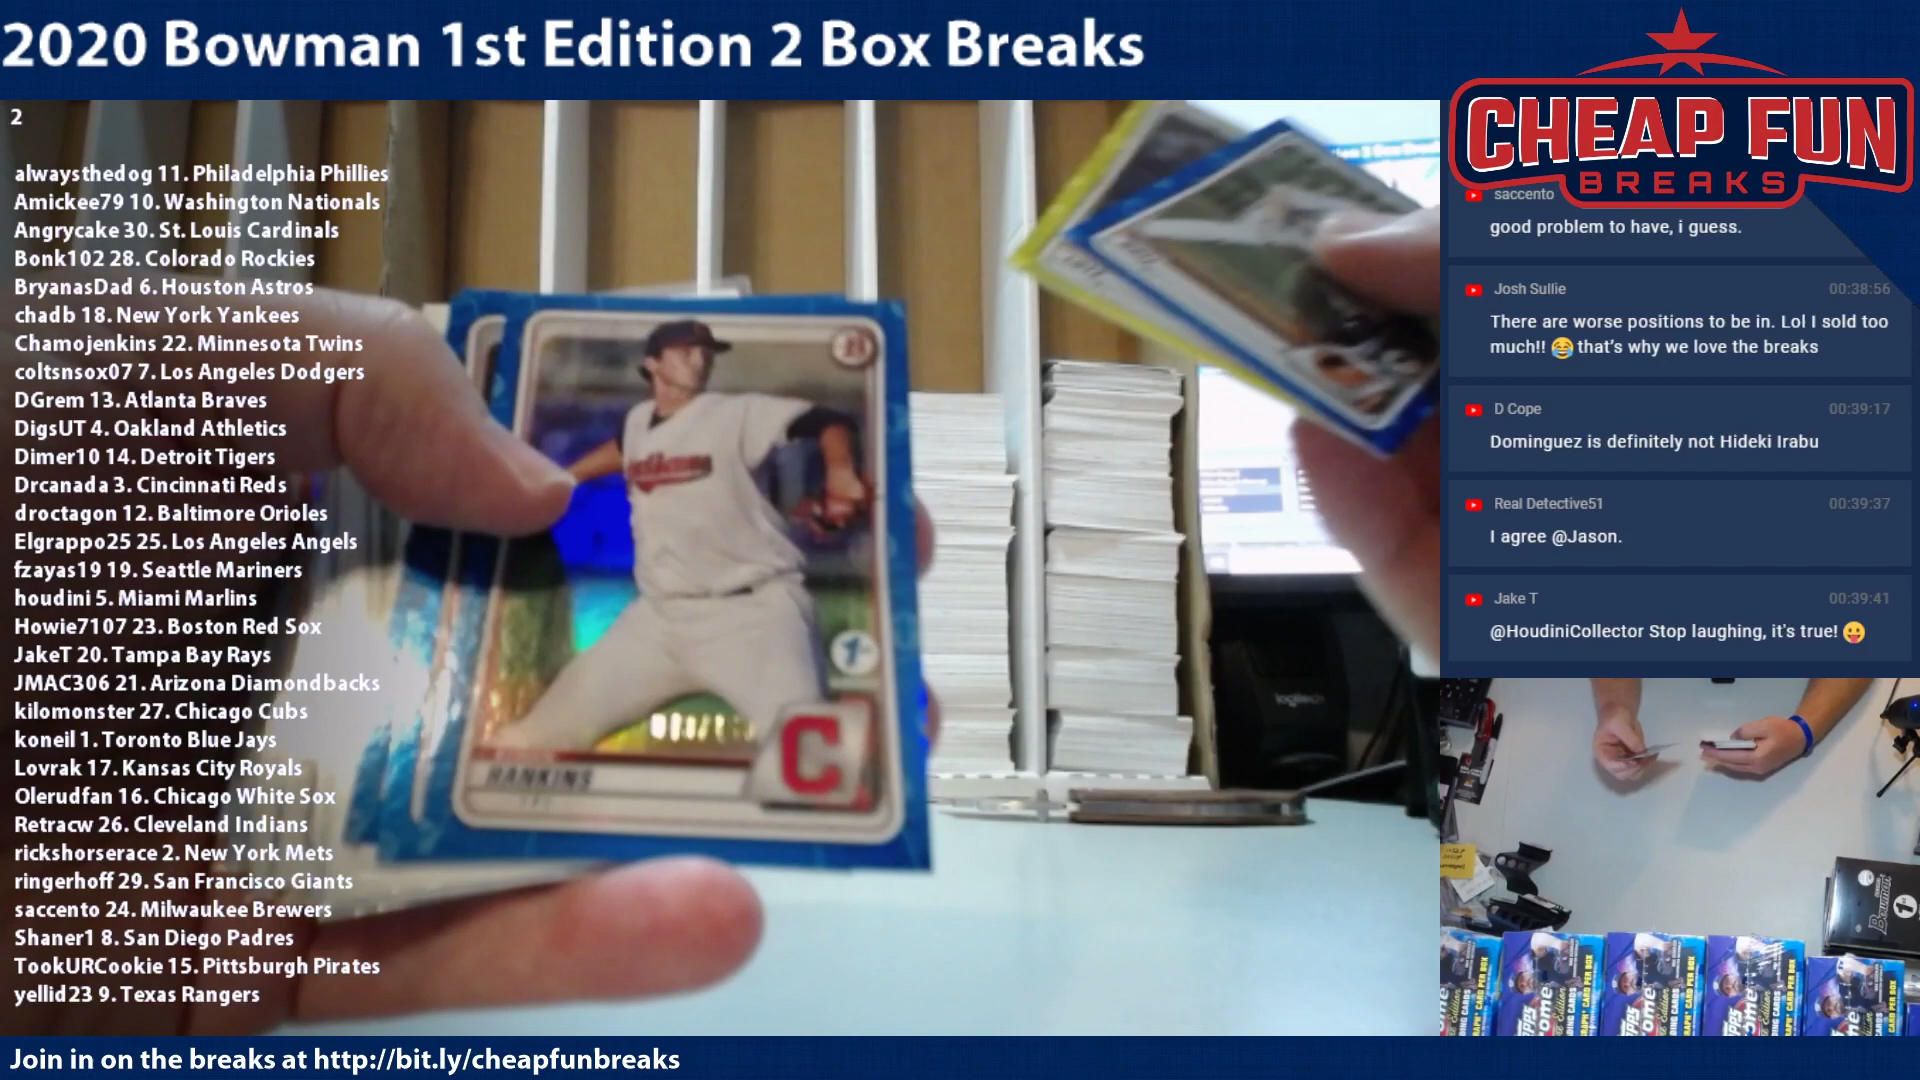 2020 Bowman 1st Edition 2 Box Breaks
CHEAP FUN
BREAKS
2
alwaysthedog 11. Philadelphia Phillies
Amickee79 10. Washington Nationals
Angrycake 30. St. Louis Cardinals
Bonk102 28. Colorado Rockies
BryanasDad 6. Houston Astros
chadb 18. New York Yankees
Chamojenkins 22. Minnesota Twins
coltsnsox07 7. Los Angeles Dodgers
DGrem 13. Atlanta Braves
DigsUT 4. Oakland Athletics
Dimer10 14. Detroit Tigers
Drcanada 3. Cincinnati Reds
droctagon 12. Baltimore Orioles
Elgrappo25 25. Los Angeles Angels
fzayas19 19. Seattle Mariners
houdini 5. Miami Marlins
Howie7107 23. Boston Red Sox
JakeT 20. Tampa Bay Rays
JMAC306 21. Arizona Diamondbacks
kilomonster 27. Chicago Cubs
koneil 1. Toronto Blue Jays
Lovrak 17. Kansas City Royals
Olerudfan 16. Chicago White Sox
Retracw 26. Cleveland Indians
rickshorserace 2. New York Mets
ringerhoff 29. San Francisco Giants
saccento 24. Milwaukee Brewers
Shaner1 8. San Diego Padres
TookURCookie 15. Pittsburgh Pirates
yellid23 9. Texas Rangers
B
Indians
1st
HANKINS
C
logitech
saccento
good problem to have, i guess.
Josh Sullie 00:38:56
There are worse positions to be in. Lol I sold too
much!! 😂 that's why we love the breaks
D Cope 00:39:17
Dominguez is definitely not Hideki Irabu
Real Detective51 00:39:37
I agree @Jason.
Jake T 00:39:41
@HoudiniCollector Stop laughing, it's true! 😛
Bowman
1st
Join in on the breaks at http://bit.ly/cheapfunbreaks